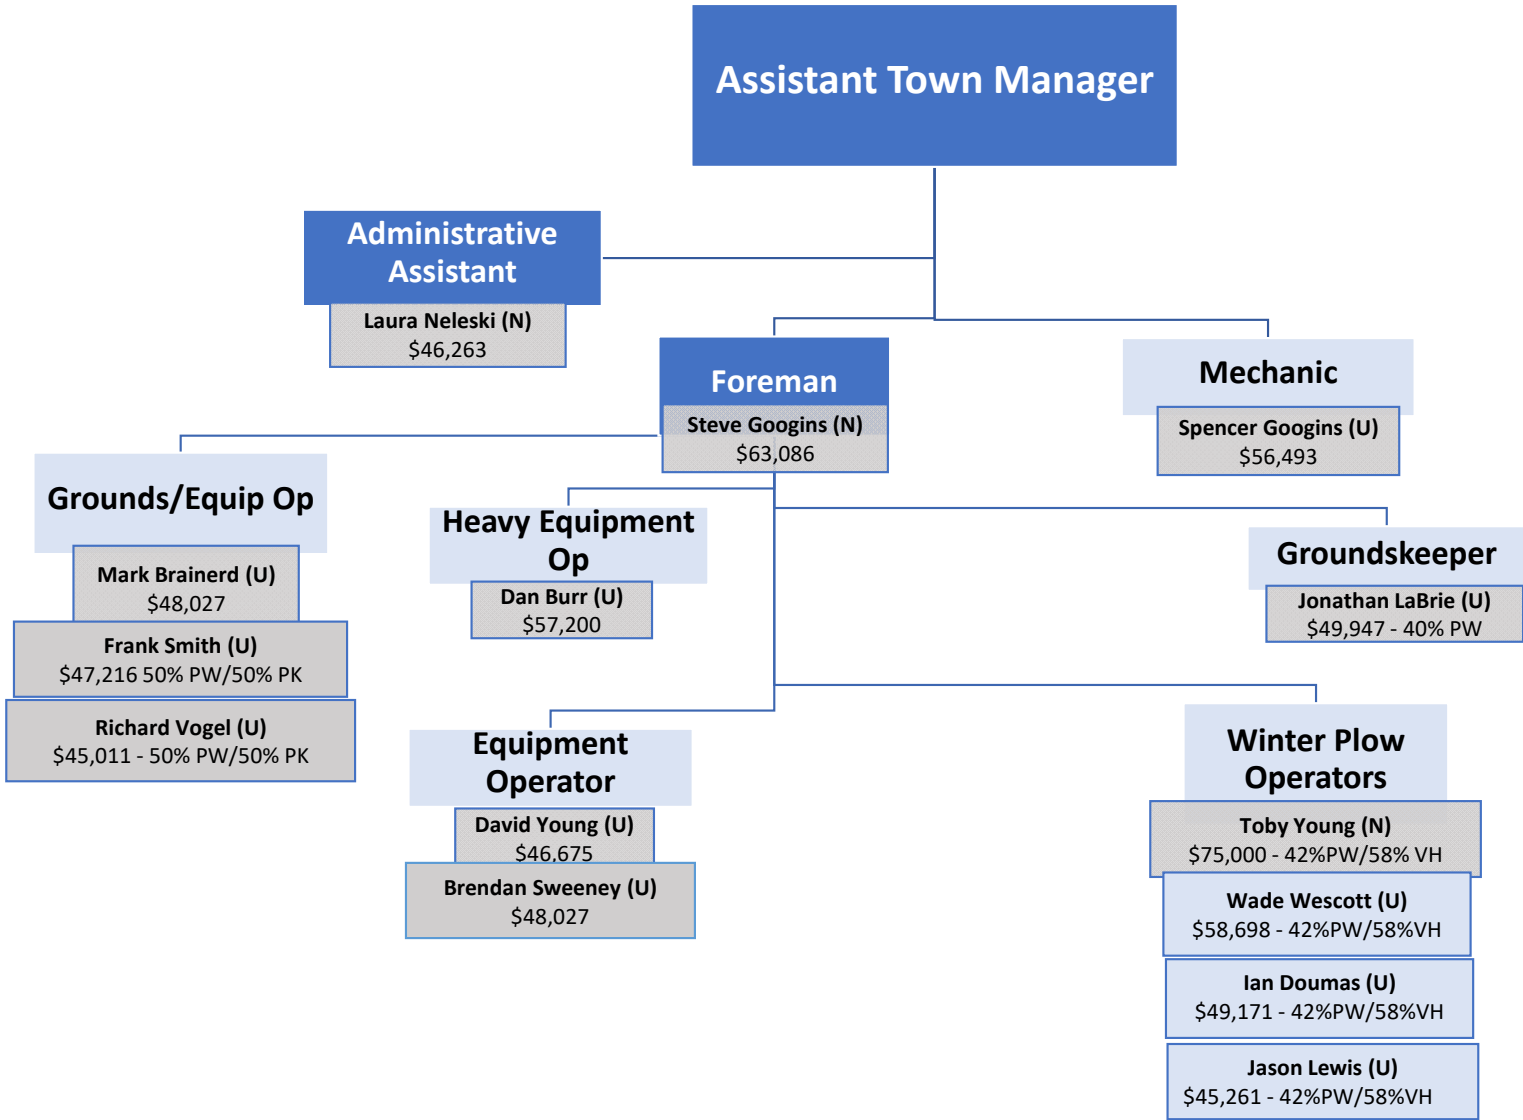 Assistant Town Manager
Administrative
Assistant
Laura Neleski (N)
$46,263
Foreman
Steve Googins (N)
$63,086
Mechanic
Spencer Googins (U)
$56,493
Grounds/Equip Op
Mark Brainerd (U)
$48,027
Frank Smith (U)
$47,216 50% PW/50% PK
Richard Vogel (U)
$45,011 - 50% PW/50% PK
Heavy Equipment
Op
Dan Burr (U)
$57,200
Groundskeeper
Jonathan LaBrie (U)
$49,947 - 40% PW
Equipment
Operator
David Young (U)
$46,675
Brendan Sweeney (U)
$48,027
Winter Plow
Operators
Toby Young (N)
$75,000 - 42%PW/58% VH
Wade Wescott (U)
$58,698 - 42%PW/58%VH
Ian Doumas (U)
$49,171 - 42%PW/58%VH
Jason Lewis (U)
$45,261 - 42%PW/58%VH